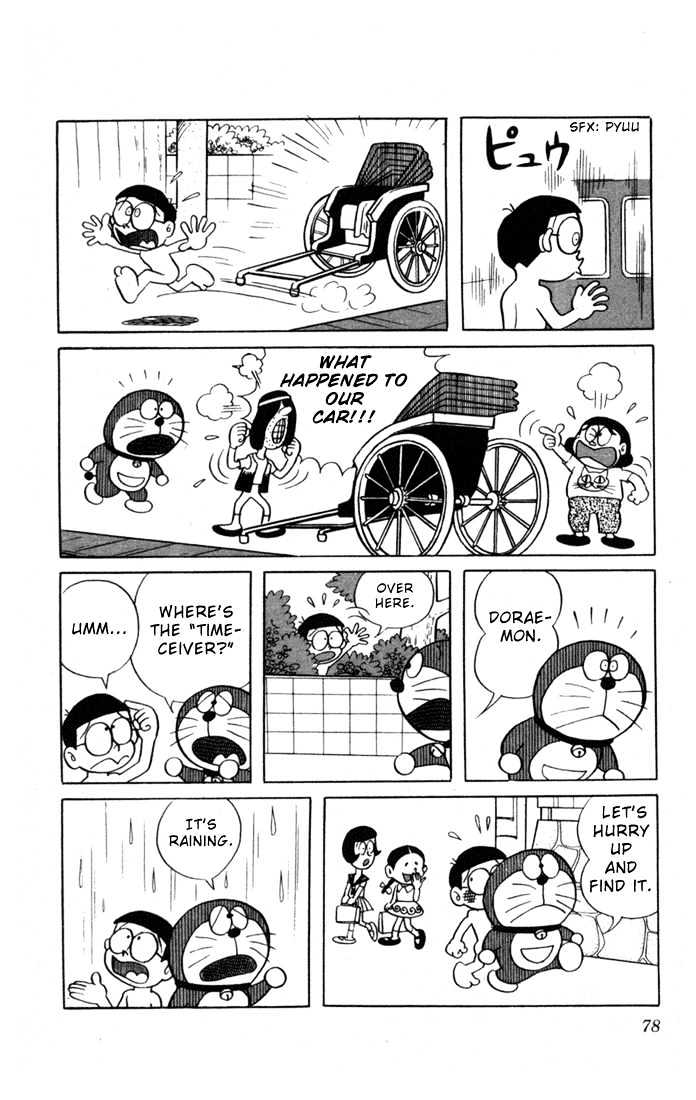 ピュウ
SFX: PYUU
WHAT
HAPPENED TO
OUR
CAR!!!
DORAE-
MON.
OVER
HERE.
WHERE'S
THE "TIME-
CEIVER?"
UMM...
LET'S
HURRY
UP
AND
FIND IT.
IT'S
RAINING.
78